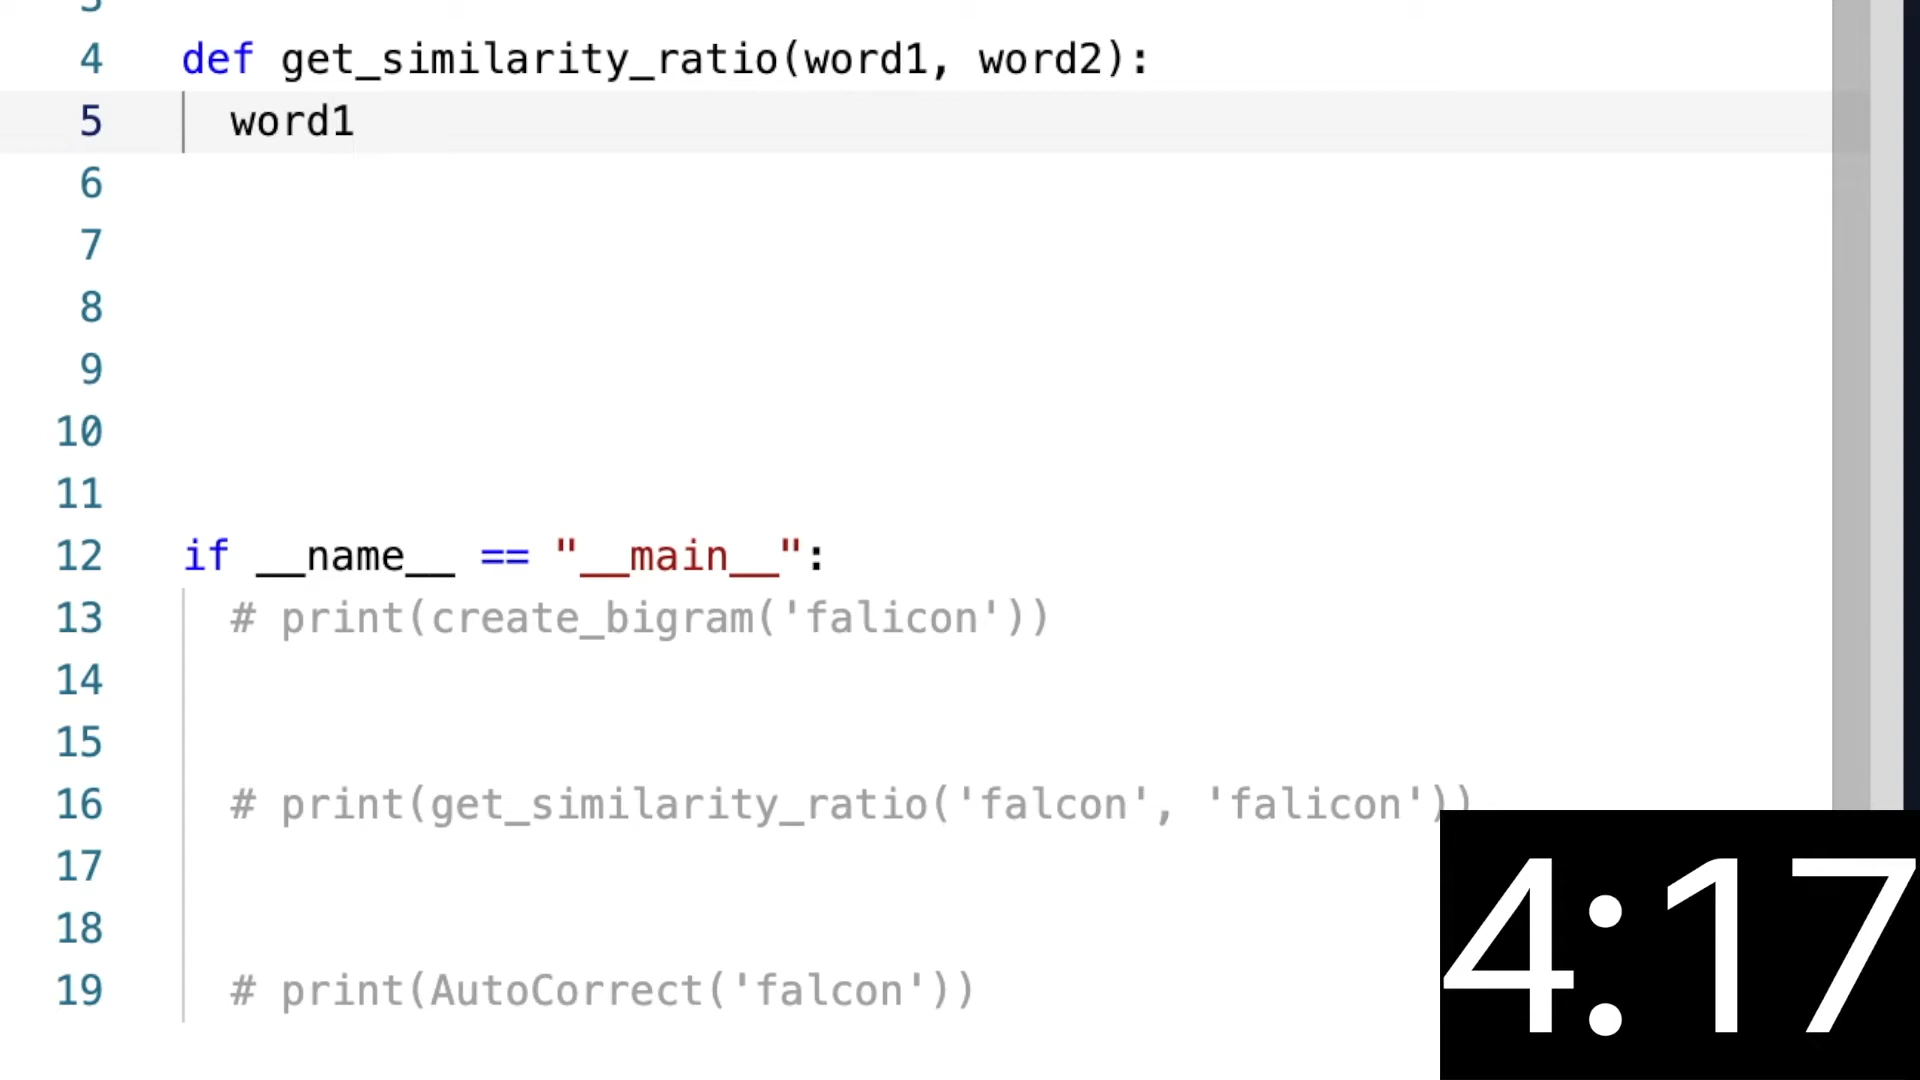 3
4 def get_similarity_ratio(word1, word2):
5 word1
6
7
8
9
10
11
12 if __name__ == "__main__":
13 # print(create_bigram('falicon'))
14
15
16 # print(get_similarity_ratio('falcon', 'falicon'))
17
18
19 # print(AutoCorrect('falcon'))
4:17